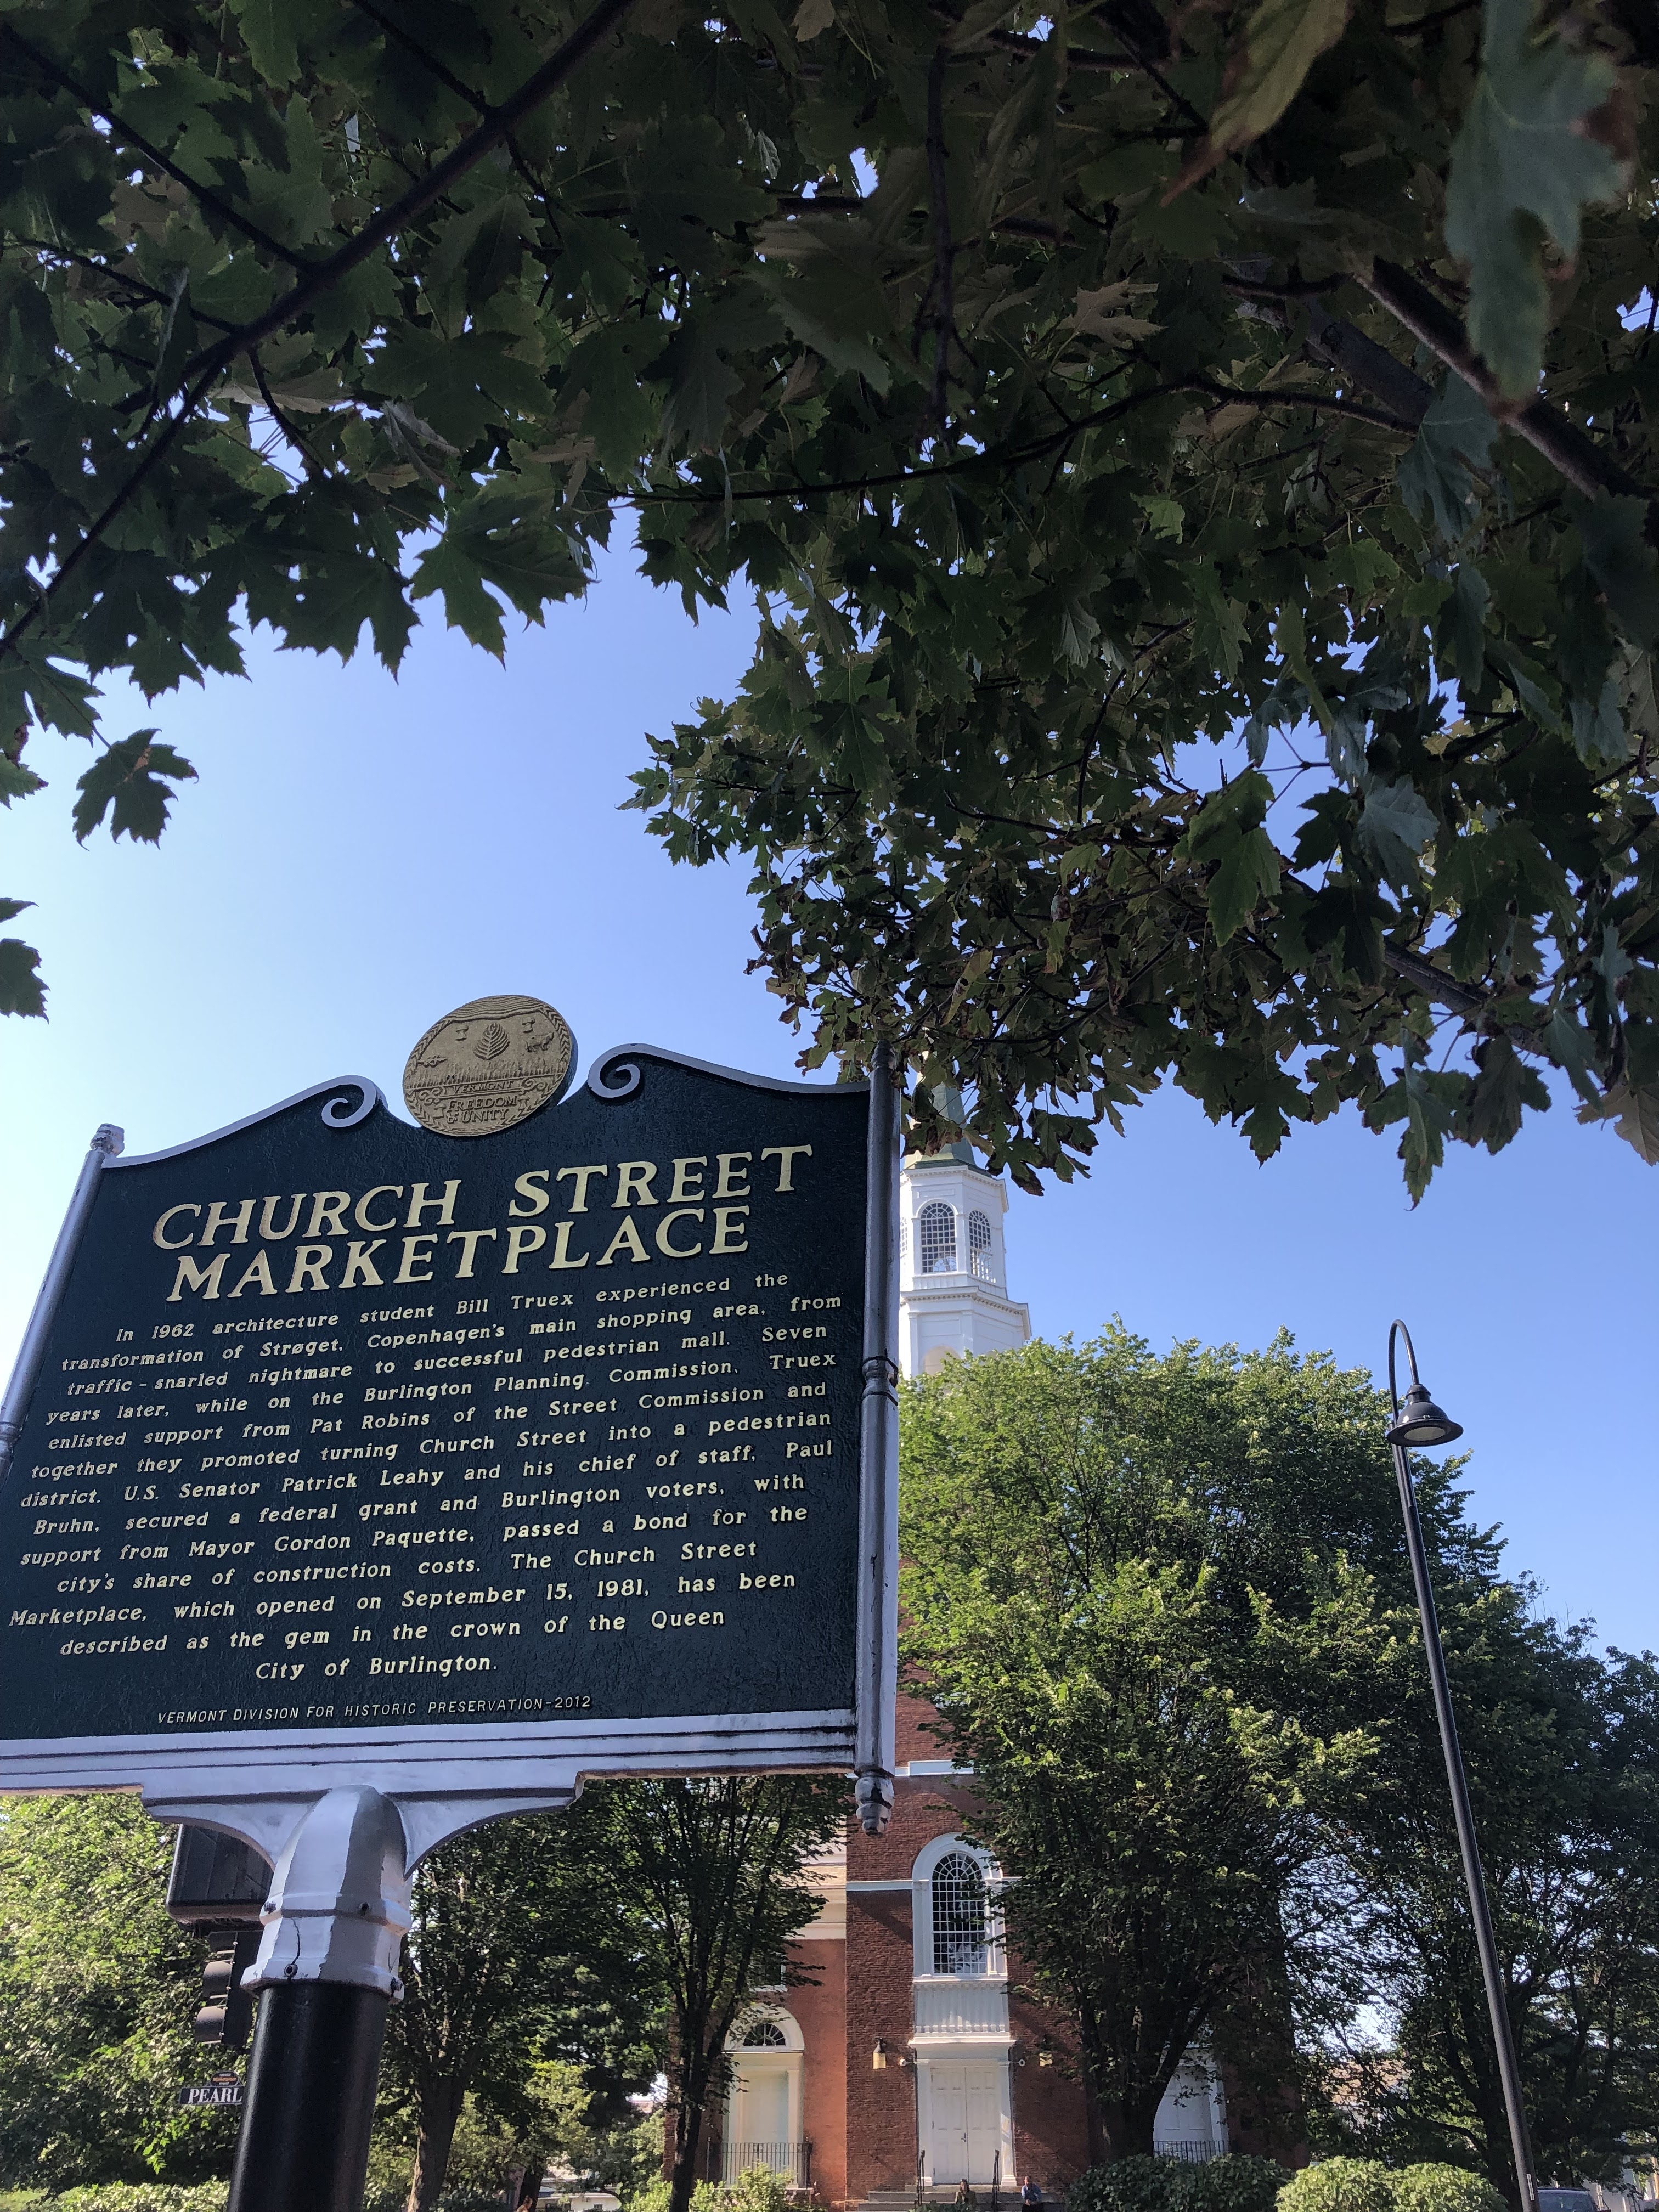 VERMONT
FREEDOM
& UNITY
CHURCH STREET
MARKETPLACE
In 1962 architecture student Bill Truex experienced the
transformation of Strøget, Copenhagen's main shopping area, from
traffic-snarled nightmare to successful pedestrian mall. Seven
years later, while on the Burlington Planning Commission, Truex
enlisted support from Pat Robins of the Street Commission and
together they promoted turning Church Street into a pedestrian
district. U.S. Senator Patrick Leahy and his chief of staff, Paul
Bruhn, secured a federal grant and Burlington voters, with
support from Mayor Gordon Paquette, passed a bond for the
city's share of construction costs. The Church Street
Marketplace, which opened on September 15, 1981, has been
described as the gem in the crown of the Queen
City of Burlington.
VERMONT DIVISION FOR HISTORIC PRESERVATION-2012
PEARL